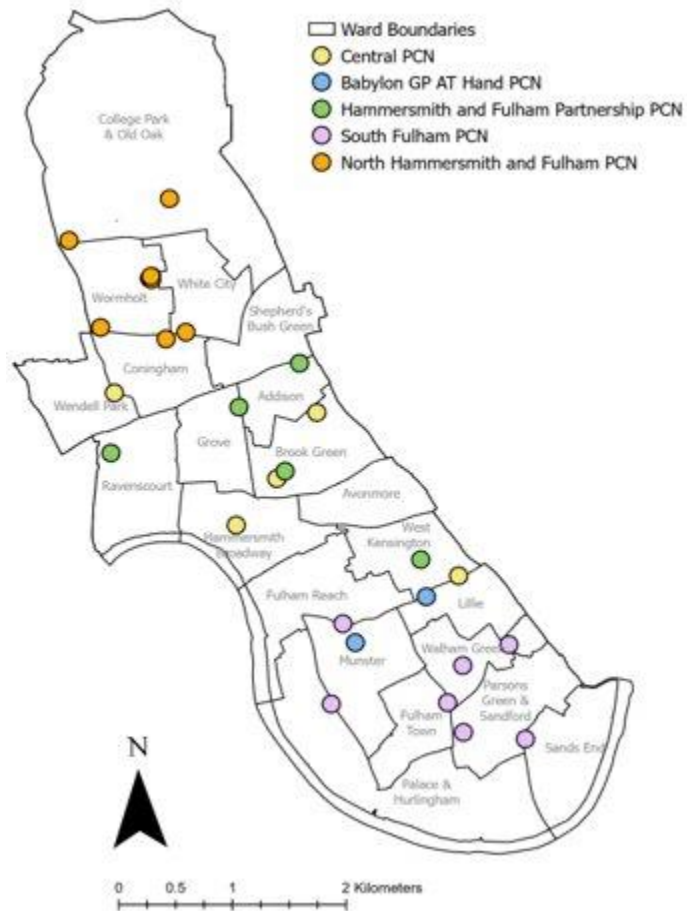 Ward Boundaries
Central PCN
Babylon GP AT Hand PCN
Hammersmith and Fulham Partnership PCN
South Fulham PCN
North Hammersmith and Fulham PCN
College Park
& Old Oak
White City
Wormholt
Shepherd's
Bush Green
Coningham
Addison
Wendell Park
Grove
Brook Green
Ravenscourt
Avonmore
West
Kensington
Hammersmith
Broadway
Fulham Reach
Lillie
Walham Green
Munster
Parsons
Green &
Sandford
Fulham
Town
Sands End
Palace &
Hurlingham
N
0 0.5 1 2 Kilometers